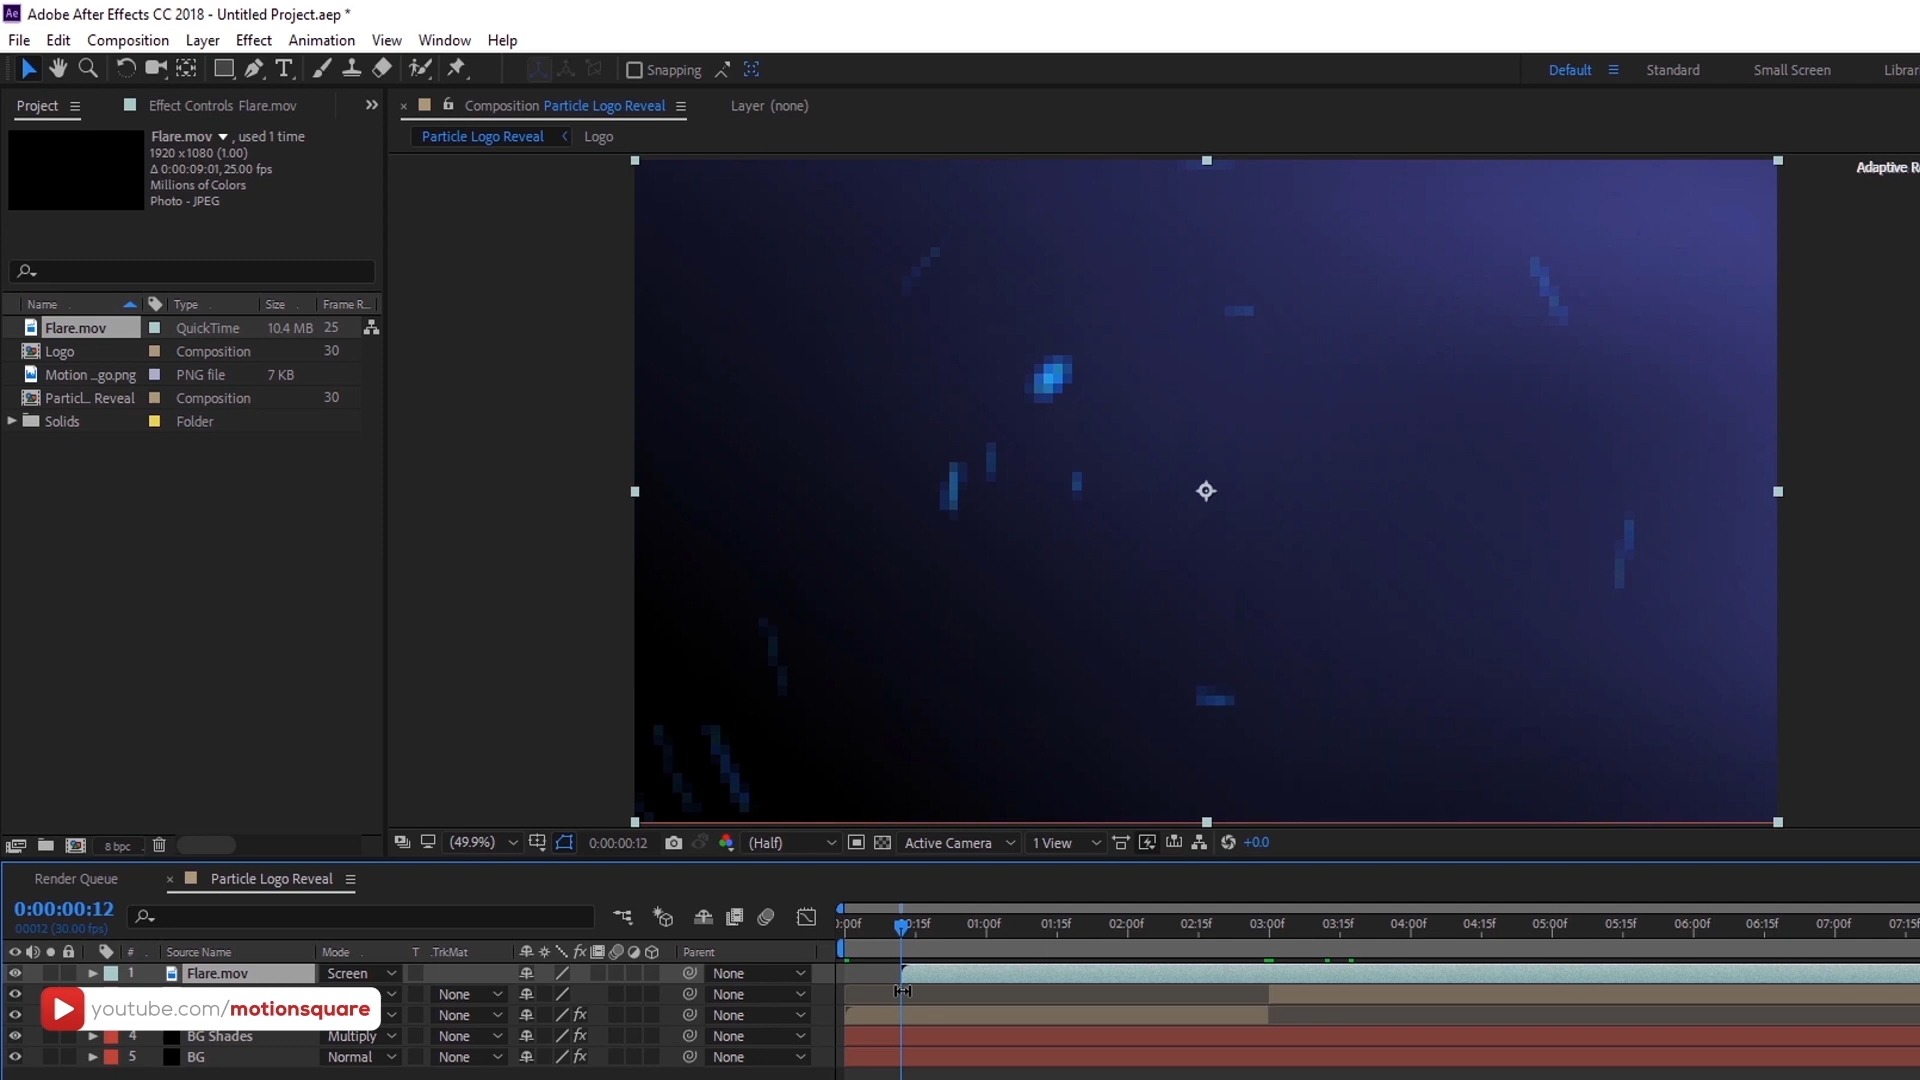 Adobe After Effects CC 2018 - Untitled Project.aep *
File Edit Composition Layer Effect Animation View Window Help
Snapping Default Standard Small Screen Librar
Project Effect Controls Flare.mov Composition Particle Logo Reveal Layer (none)
Flare.mov , used 1 time
Particle Logo Reveal Logo
1920 x 1080 (1.00)
Δ 0:00:09:01, 25.00 fps
Adaptive R
Millions of Colors
Photo - JPEG
Name Type Size Frame R...
Flare.mov QuickTime 10.4 MB 25
Logo Composition 30
Motion _go.png PNG file 7 KB
Particl_ Reveal Composition 30
Solids Folder
8 bpc (49.9%) 0:00:00:12 (Half) Active Camera 1 View +0.0
Render Queue Particle Logo Reveal
0:00:00:12
00012 (30.00 fps)
:00f 0:15f 01:00f 01:15f 02:00f 02:15f 03:00f 03:15f 04:00f 04:15f 05:00f 05:15f 06:00f 06:15f 07:00f 07:15
# Source Name Mode T .TrkMat fx Parent
1 Flare.mov Screen None
None None
youtube.com/motionsquare
None fx None
4 BG Shades Multiply None fx None
5 BG Normal None fx None